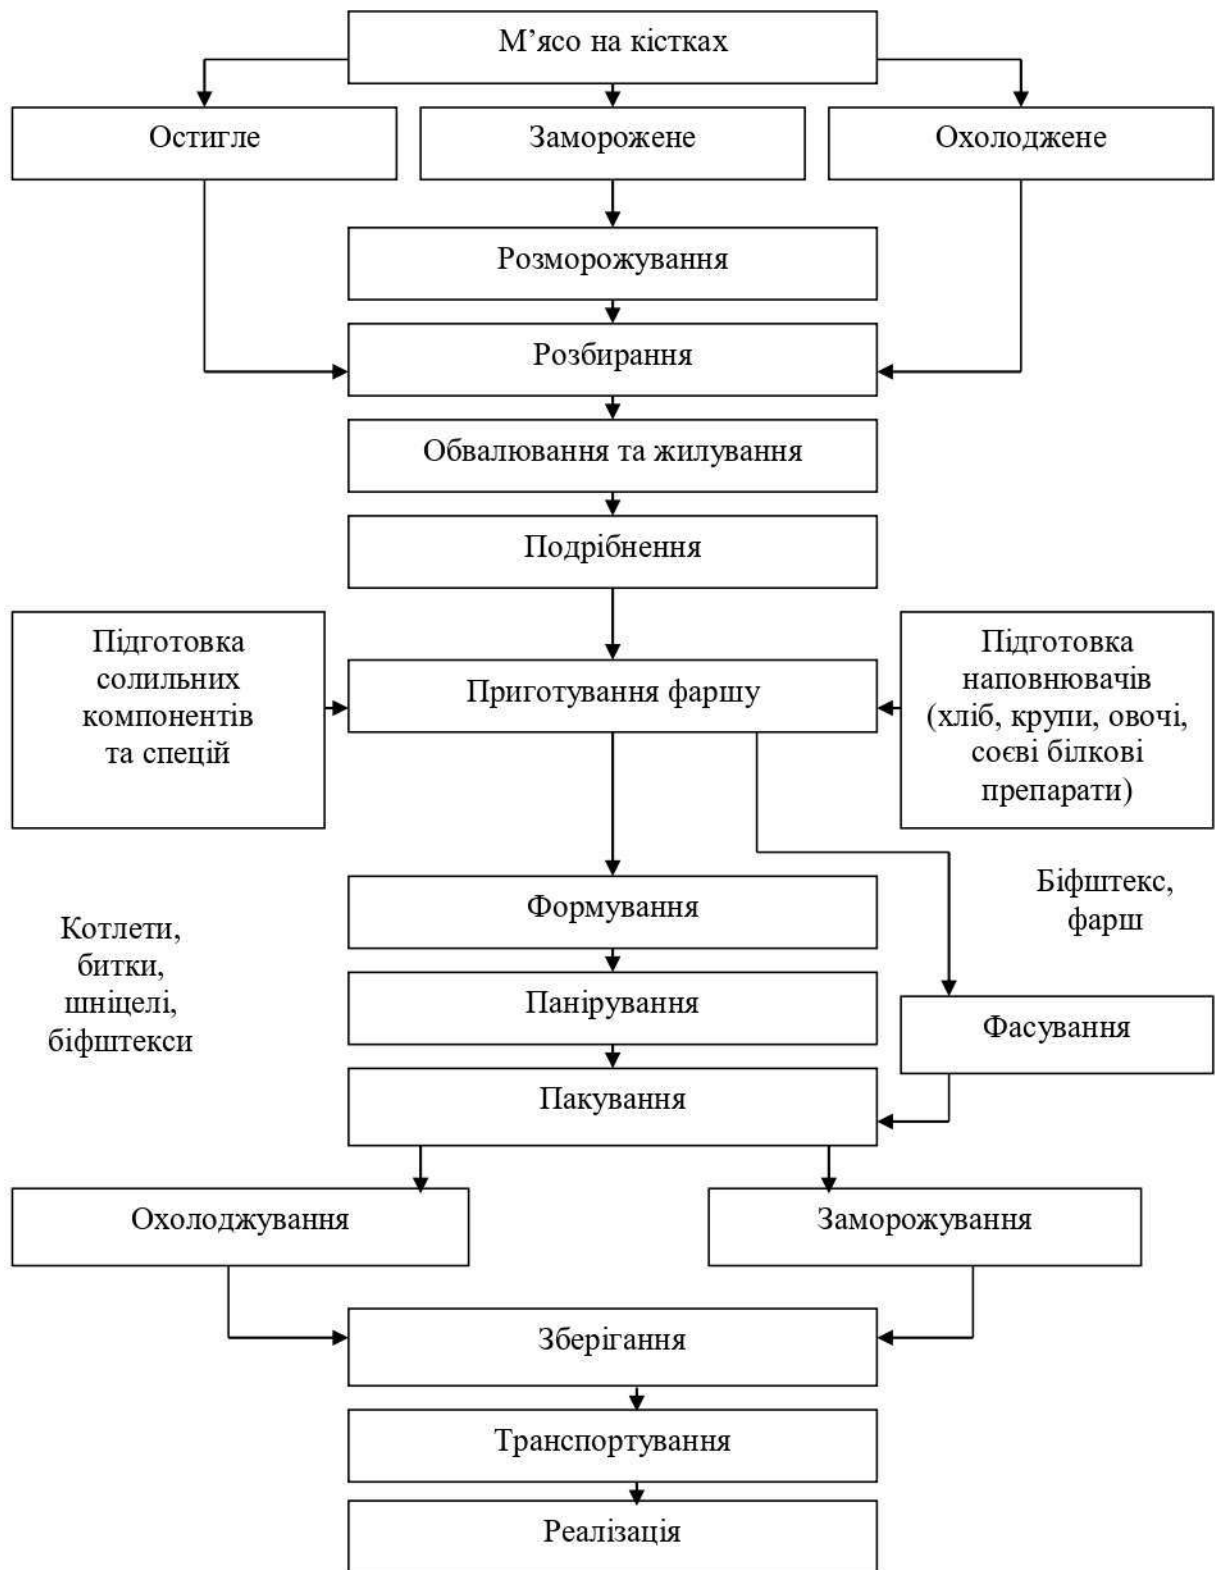 М’ясо на кістках
Остигле
Заморожене
Охолоджене
Розморожування
Розбирання
Обвалювання та жилування
Подрібнення
Підготовка
солильних
компонентів
та спецій
Приготування фаршу
Підготовка
наповнювачів
(хліб, крупи, овочі,
соєві білкові
препарати)
Котлети,
битки,
шніцелі,
біфштекси
Формування
Біфштекс,
фарш
Панірування
Фасування
Пакування
Охолоджування
Заморожування
Зберігання
Транспортування
Реалізація